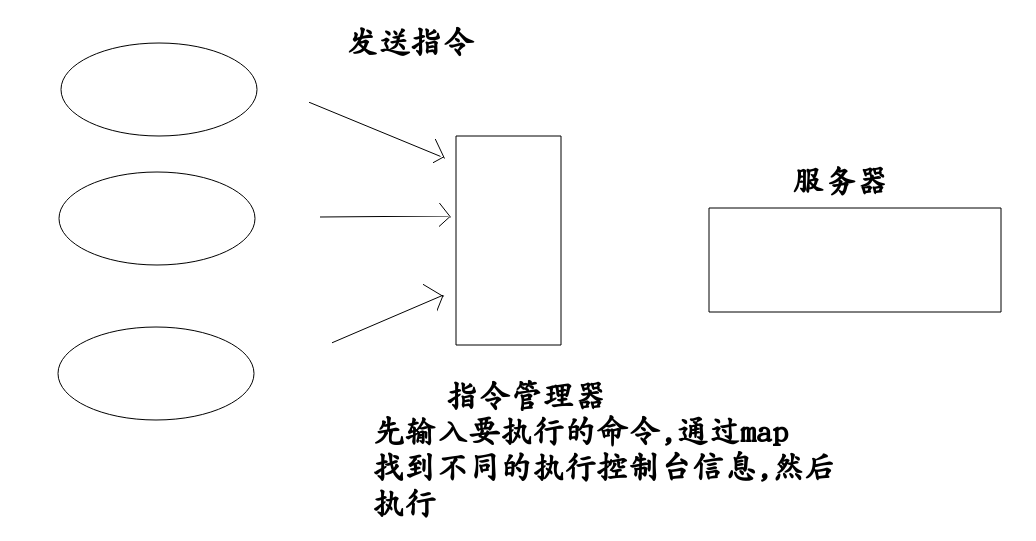 发送指令
服务器
指令管理器
先输入要执行的命令,通过map
找到不同的执行控制台信息,然后
执行